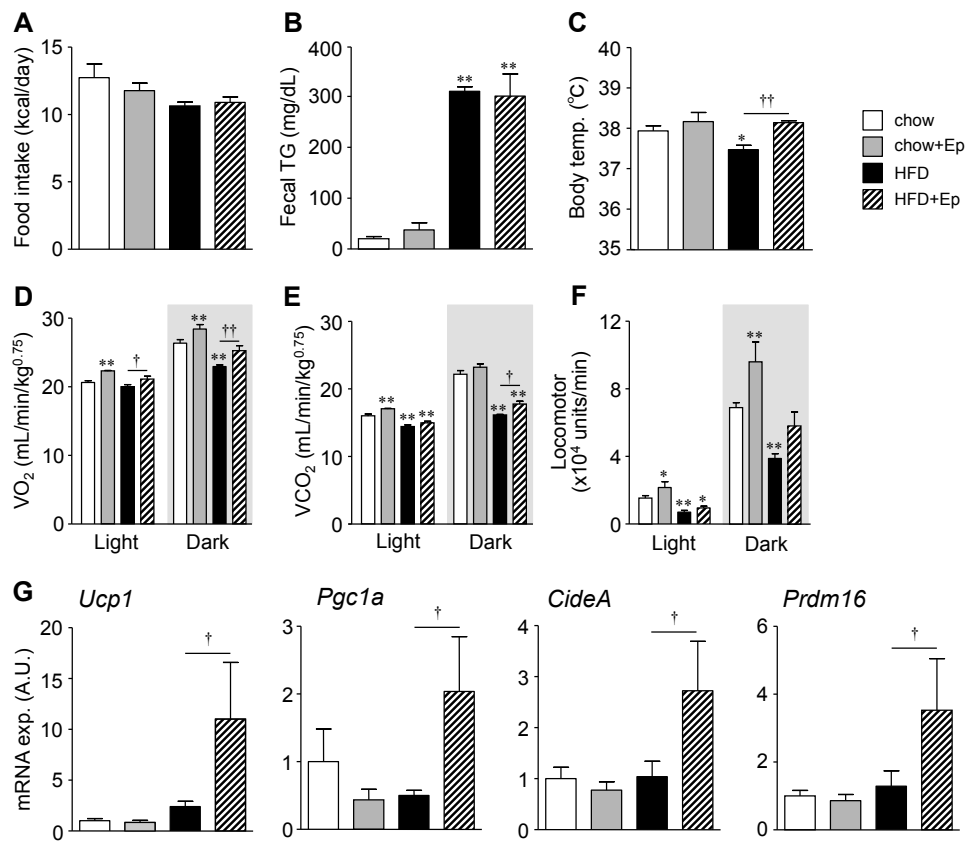 A
Food intake (kcal/day)
15
10
5
0
B
Fecal TG (mg/dL)
400
300
200
100
0
**
**
C
Body temp. (°C)
40
39
38
37
36
35
*
††
chow
chow+Ep
HFD
HFD+Ep
D
VO2 (mL/min/kg0.75)
30
20
10
0
**
†
**
**
††
Light
Dark
E
VCO2 (mL/min/kg0.75)
30
20
10
0
**
**
**
**
†
**
Light
Dark
F
Locomotor
(x10^4 units/min)
12
8
4
0
*
**
*
**
**
Light
Dark
G
mRNA exp. (A.U.)
Ucp1
20
15
10
5
0
†
Pgc1a
3
2
1
0
†
CideA
5
4
3
2
1
0
†
Prdm16
6
4
2
0
†